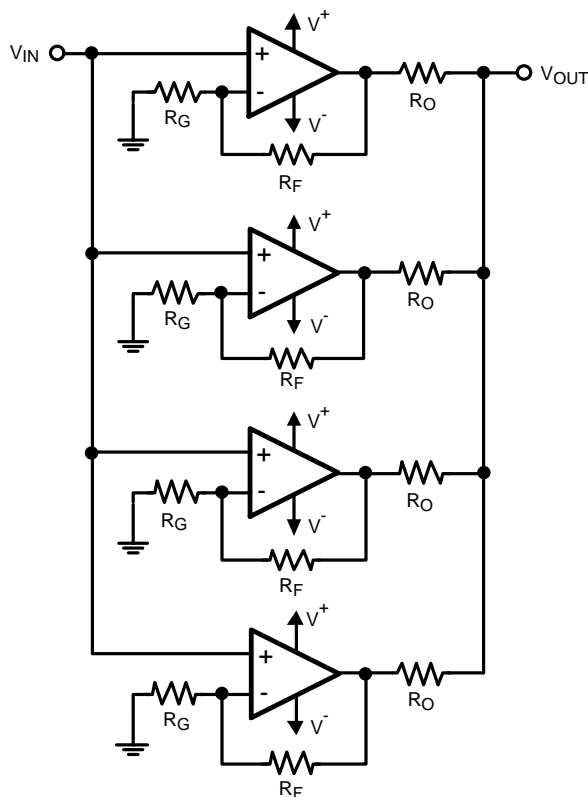 V+
VIN
+
VOUT
-
RG
V-
RO
RF
V+
+
-
RG
V-
RO
RF
V+
+
-
RG
V-
RO
RF
V+
+
-
RG
V-
RO
RF